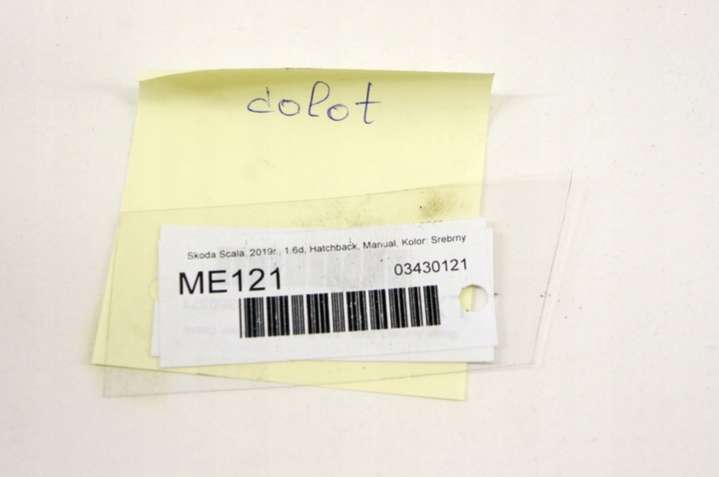 dolot
Skoda Scala, 2019r., 1.6d, Hatchback, Manual, Kolor: Srebrny
ME121
03430121